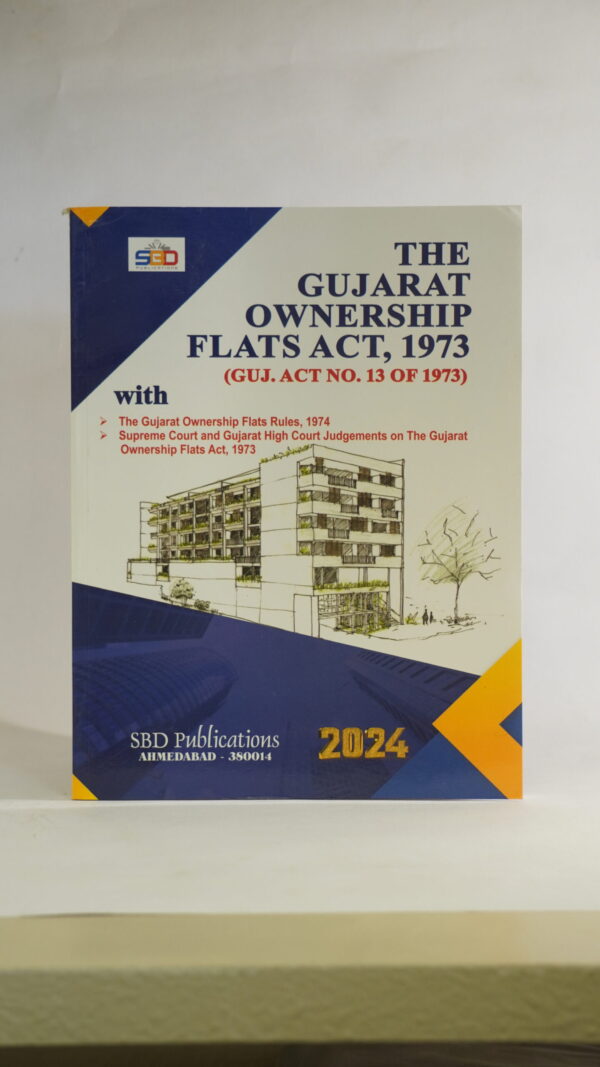 SBD
PUBLICATIONS
THE
GUJARAT
OWNERSHIP
FLATS ACT, 1973
(GUJ. ACT NO. 13 OF 1973)
with
The Gujarat Ownership Flats Rules, 1974
Supreme Court and Gujarat High Court Judgements on The Gujarat
Ownership Flats Act, 1973
SBD Publications
AHMEDABAD - 380014
2024